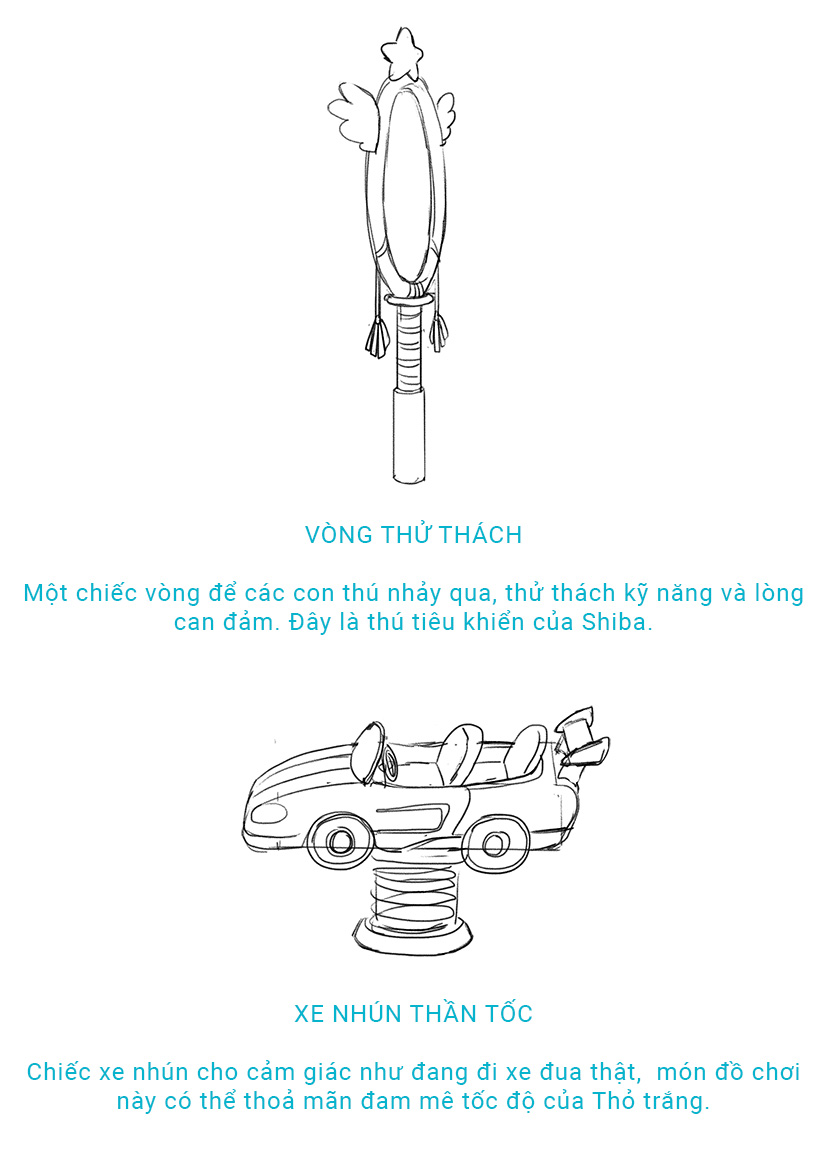 VÒNG THỬ THÁCH
Một chiếc vòng để các con thú nhảy qua, thử thách kỹ năng và lòng
can đảm. Đây là thú tiêu khiển của Shiba.
XE NHÚN THẦN TỐC
Chiếc xe nhún cho cảm giác như đang đi xe đua thật,  món đồ chơi
này có thể thoả mãn đam mê tốc độ của Thỏ trắng.